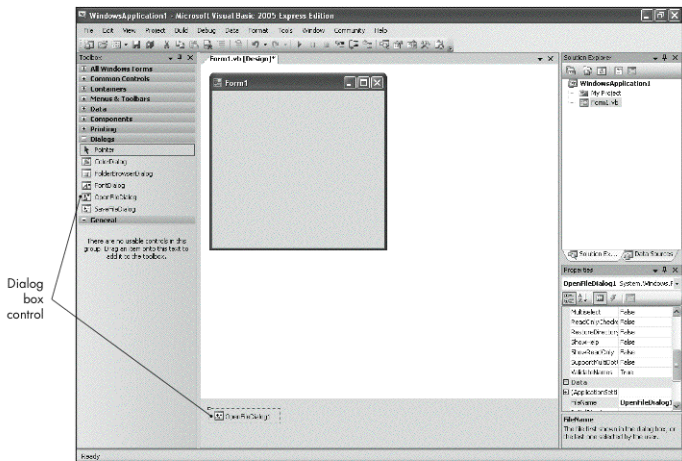 WindowsApplication1 - Microsoft Visual Basic 2005 Express Edition
File Edit View Project Build Debug Data Format Tools Window Community Help
Toolbox
Form1.vb [Design]*
Solution Explorer
All Windows Forms
Common Controls
Containers
Menus & Toolbars
Data
Components
Printing
Dialogs
Pointer
ColorDialog
FolderBrowserDialog
FontDialog
OpenFileDialog
SaveFileDialog
General
There are no usable controls in this
group. Drag an item onto this text to
add it to the toolbox.
Dialog
box
control
Form1
OpenFileDialog1
WindowsApplication1
My Project
Form1.vb
Solution Ex...
Data Sources
Properties
OpenFileDialog1 System.Windows.F
Multiselect False
ReadOnlyChecke False
RestoreDirectory False
ShowHelp False
ShowReadOnly False
SupportMultiDott False
ValidateNames True
Data
(ApplicationSetti
FileName OpenFileDialog1
FileName
The file first shown in the dialog box, or
the last one selected by the user.
Ready